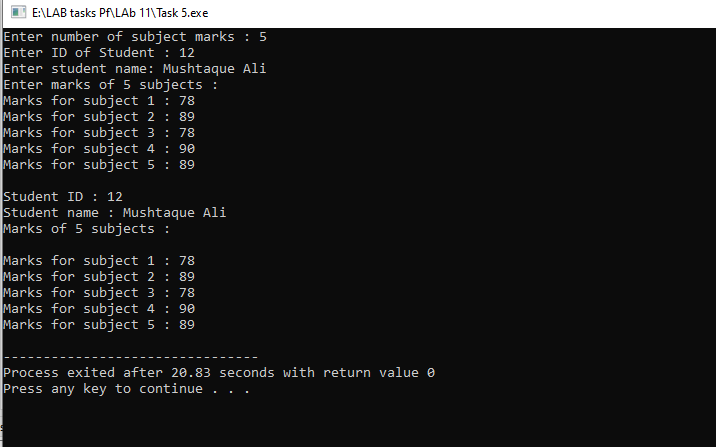 E:\LAB tasks Pf\LAb 11\Task 5.exe
Enter number of subject marks : 5
Enter ID of Student : 12
Enter student name: Mushtaque Ali
Enter marks of 5 subjects :
Marks for subject 1 : 78
Marks for subject 2 : 89
Marks for subject 3 : 78
Marks for subject 4 : 90
Marks for subject 5 : 89
Student ID : 12
Student name : Mushtaque Ali
Marks of 5 subjects :
Marks for subject 1 : 78
Marks for subject 2 : 89
Marks for subject 3 : 78
Marks for subject 4 : 90
Marks for subject 5 : 89
--------------------------------
Process exited after 20.83 seconds with return value 0
Press any key to continue . . .